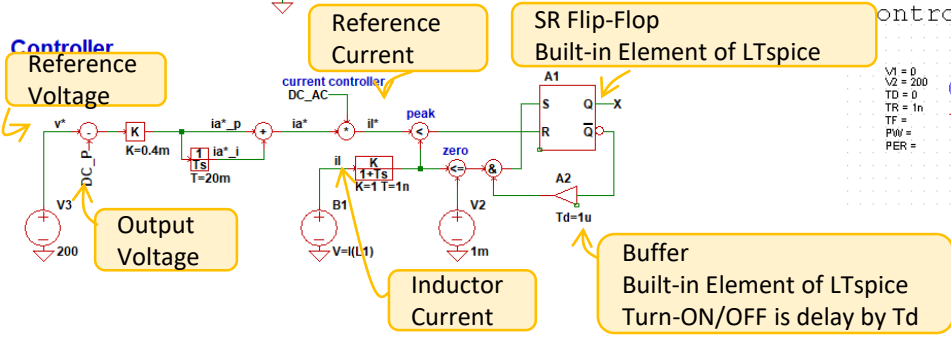 Controller
Reference
Voltage
Reference
Current
SR Flip-Flop
Built-in Element of LTspice
ontro
V1 = 0
V2 = 200
TD = 0
TR = 1n
TF =
PW =
PER =
current controller
DC_AC
A1
S
Q
X
R
Q
peak
<
v*
-
K
K=0.4m
ia*_p
+
ia*
*
il*
1
Ts
ia*_i
T=20m
DC_P
zero
il
K
1+Ts
K=1 T=1n
<=
&
A2
Td=1u
V3
200
B1
V=I(L1)
V2
1m
Output
Voltage
Inductor
Current
Buffer
Built-in Element of LTspice
Turn-ON/OFF is delay by Td